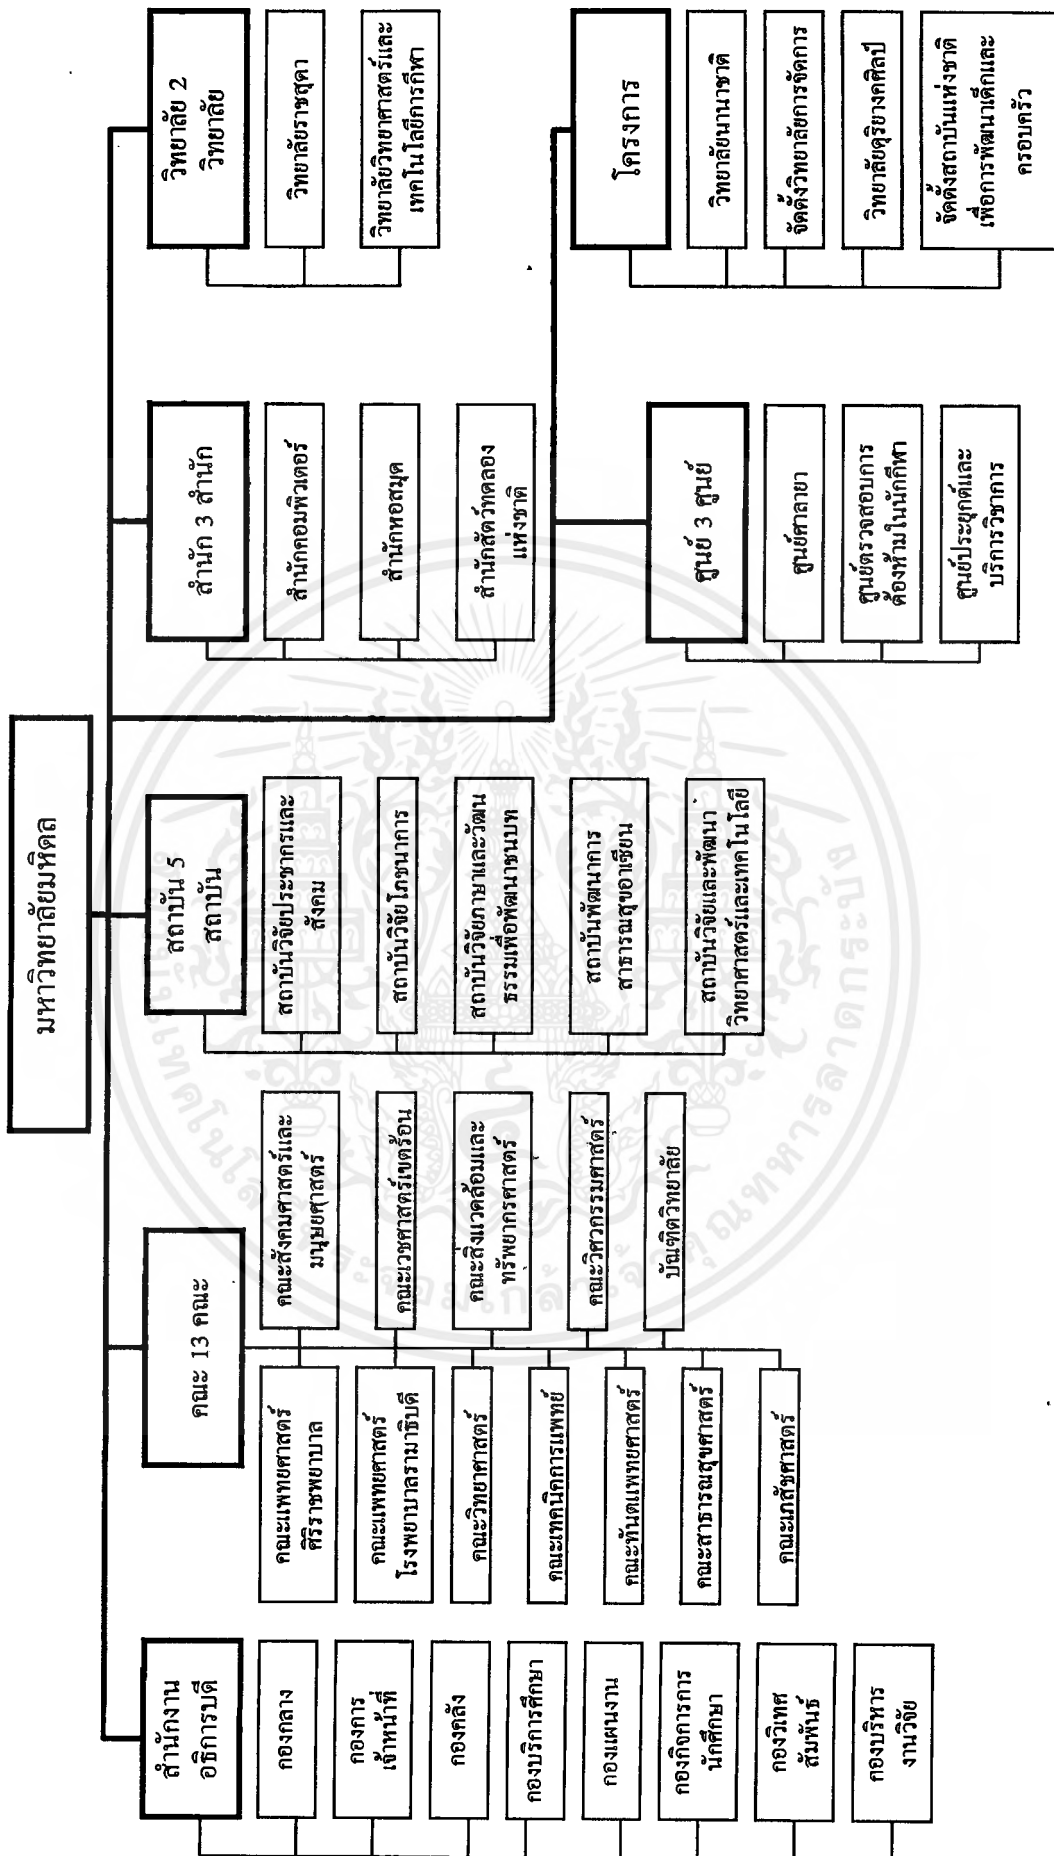 มหาวิทยาลัยมหิดล
สำนักงาน
อธิการบดี
กองกลาง
กองการ
เจ้าหน้าที่
กองคลัง
กองบริการศึกษา
กองแผนงาน
กองกิจการการ
นักศึกษา
กองวิเทศ
สัมพันธ์
กองบริหาร
งานวิจัย
คณะ 13 คณะ
คณะแพทยศาสตร์
ศิริราชพยาบาล
คณะแพทยศาสตร์
โรงพยาบาลรามาธิบดี
คณะวิทยาศาสตร์
คณะเทคนิคการแพทย์
คณะทันตแพทยศาสตร์
คณะสาธารณสุขศาสตร์
คณะเภสัชศาสตร์
คณะสังคมศาสตร์และ
มนุษยศาสตร์
คณะเวชศาสตร์เขตร้อน
คณะสิ่งแวดล้อมและ
ทรัพยากรศาสตร์
คณะวิศวกรรมศาสตร์
บัณฑิตวิทยาลัย
สถาบัน 5
สถาบัน
สถาบันวิจัยประชากรและ
สังคม
สถาบันวิจัยโภชนาการ
สถาบันวิจัยภาษาและวัฒน
ธรรมเพื่อพัฒนาชนบท
สถาบันพัฒนาการ
สาธารณสุขอาเซียน
สถาบันวิจัยและพัฒนา
วิทยาศาสตร์และเทคโนโลยี
สำนัก 3 สำนัก
สำนักคอมพิวเตอร์
สำนักหอสมุด
สำนักสัตว์ทดลอง
แห่งชาติ
วิทยาลัย 2
วิทยาลัย
วิทยาลัยราชสุดา
วิทยาลัยวิทยาศาสตร์และ
เทคโนโลยีการกีฬา
ศูนย์ 3 ศูนย์
ศูนย์ศาลายา
ศูนย์ตรวจสอบการ
ต้องห้ามในนักกีฬา
ศูนย์ประยุกต์และ
บริการวิชาการ
โครงการ
วิทยาลัยนานาชาติ
จัดตั้งวิทยาลัยการจัดการ
วิทยาลัยดุริยางคศิลป์
จัดตั้งสถาบันแห่งชาติ
เพื่อการพัฒนาเด็กและ
ครอบครัว